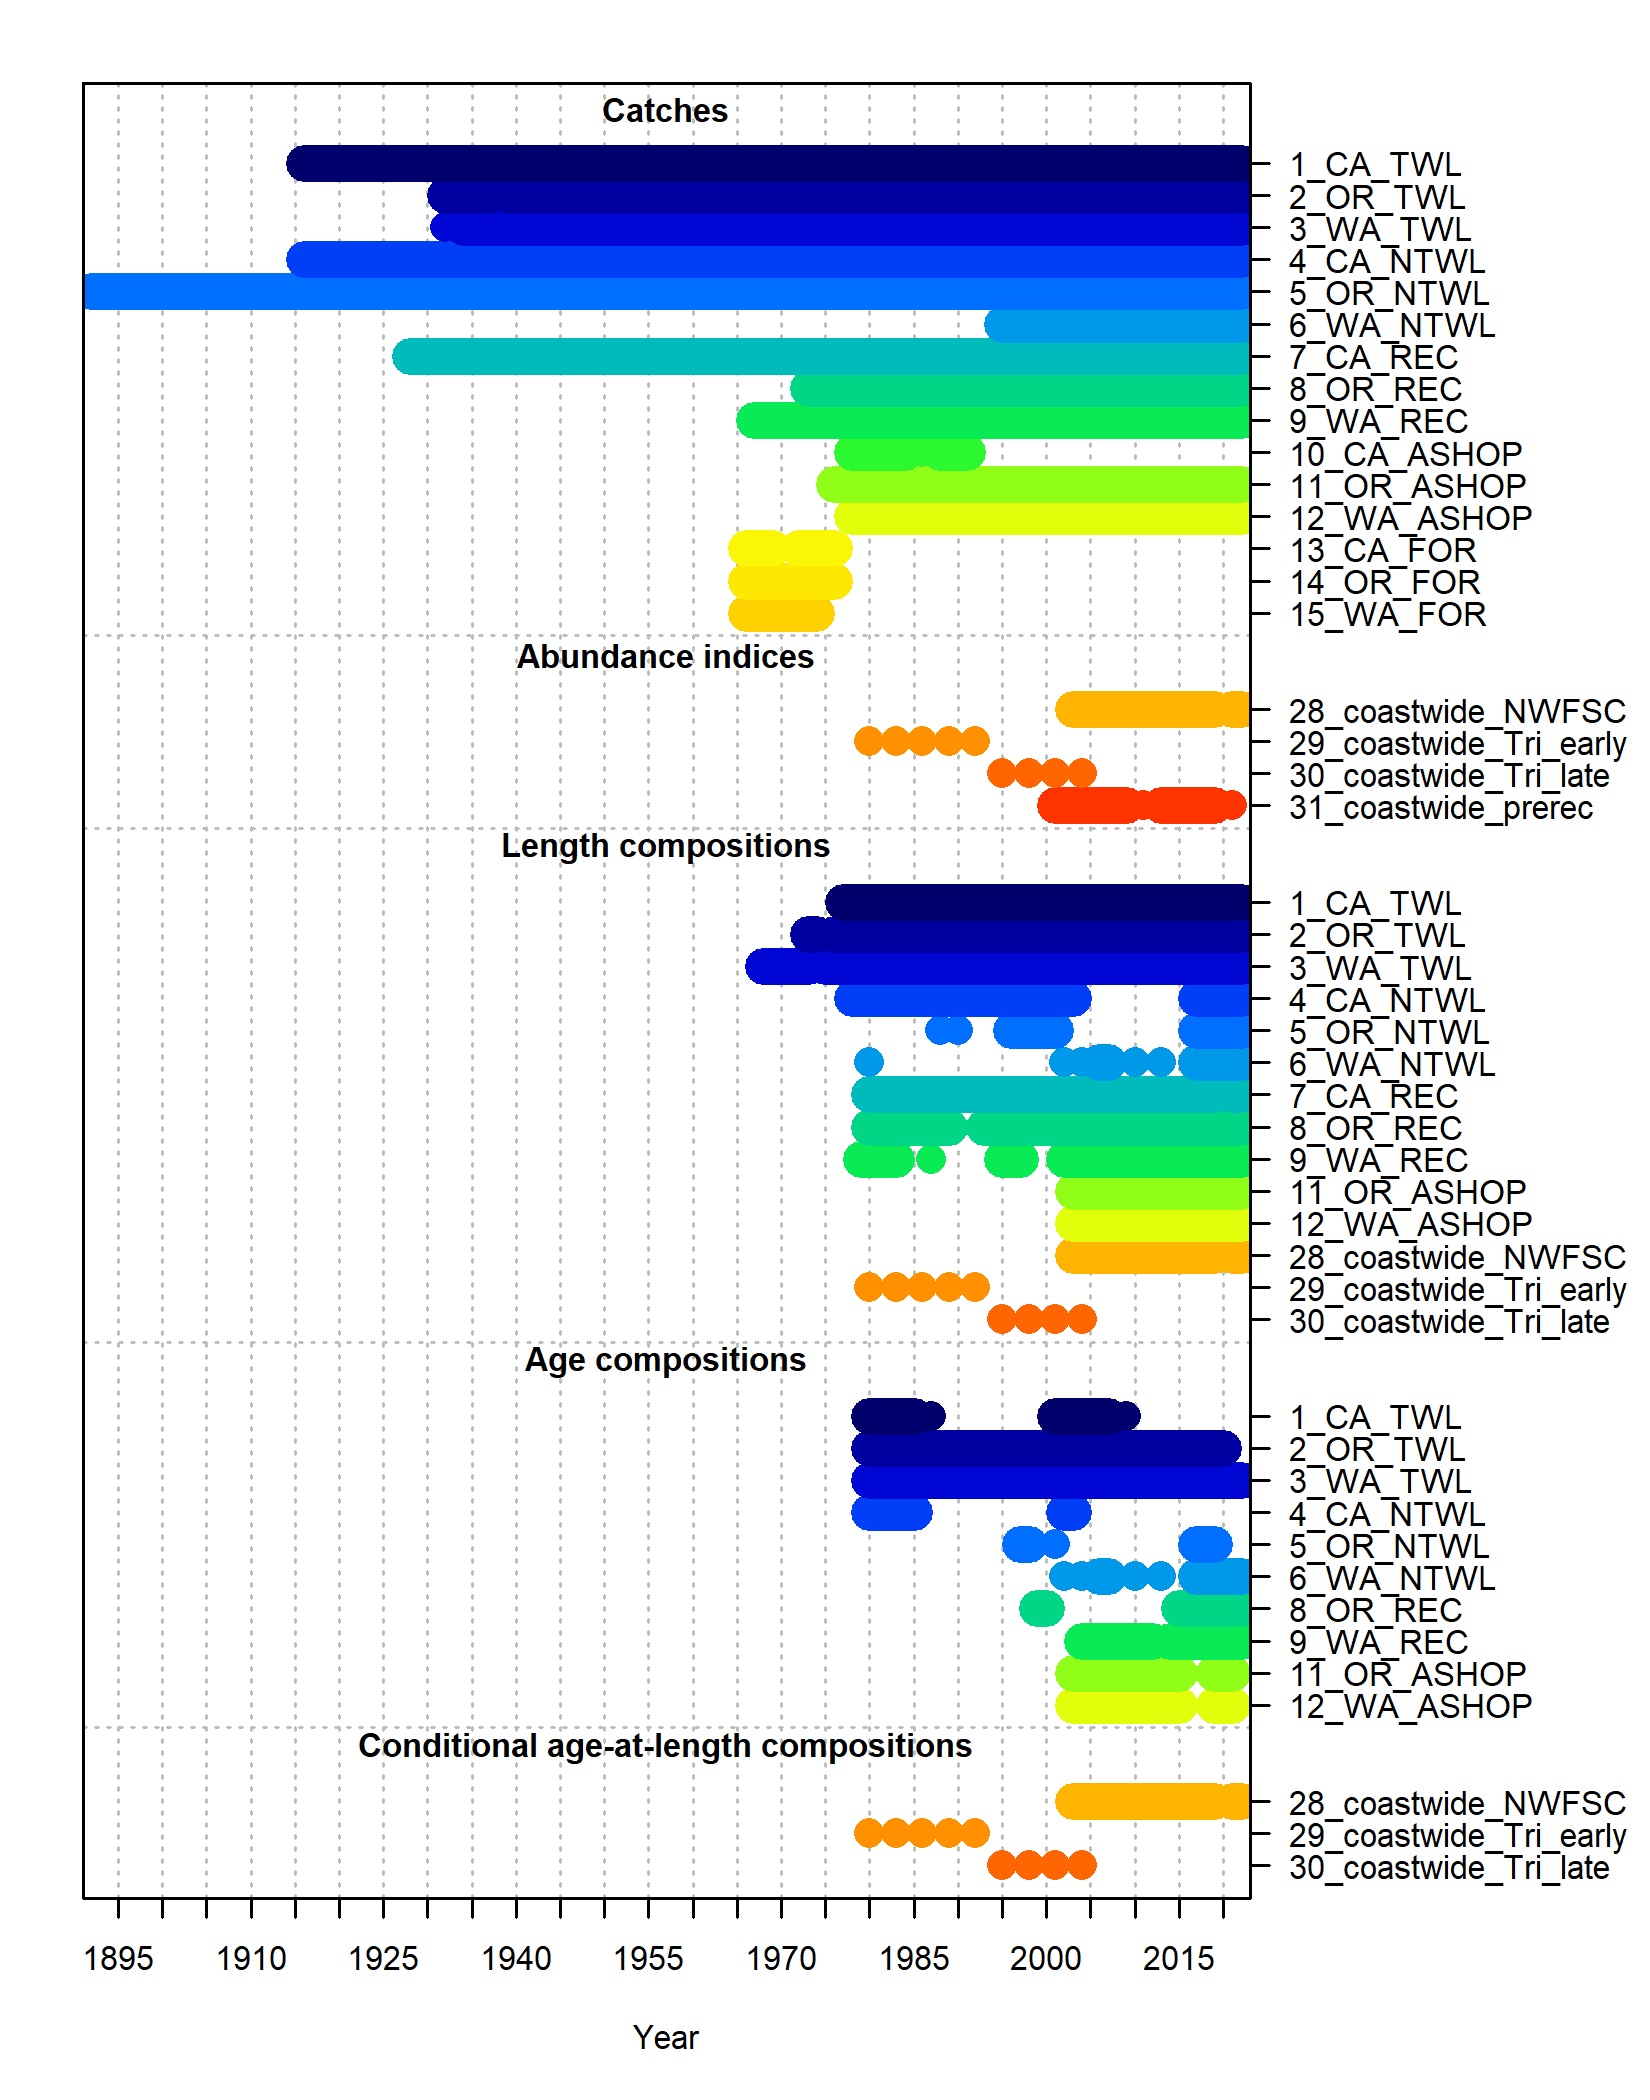 Catches
1_CA_TWL
2_OR_TWL
3_WA_TWL
4_CA_NTWL
5_OR_NTWL
6_WA_NTWL
7_CA_REC
8_OR_REC
9_WA_REC
10_CA_ASHOP
11_OR_ASHOP
12_WA_ASHOP
13_CA_FOR
14_OR_FOR
15_WA_FOR
Abundance indices
28_coastwide_NWFSC
29_coastwide_Tri_early
30_coastwide_Tri_late
31_coastwide_prerec
Length compositions
1_CA_TWL
2_OR_TWL
3_WA_TWL
4_CA_NTWL
5_OR_NTWL
6_WA_NTWL
7_CA_REC
8_OR_REC
9_WA_REC
11_OR_ASHOP
12_WA_ASHOP
28_coastwide_NWFSC
29_coastwide_Tri_early
30_coastwide_Tri_late
Age compositions
1_CA_TWL
2_OR_TWL
3_WA_TWL
4_CA_NTWL
5_OR_NTWL
6_WA_NTWL
8_OR_REC
9_WA_REC
11_OR_ASHOP
12_WA_ASHOP
Conditional age-at-length compositions
28_coastwide_NWFSC
29_coastwide_Tri_early
30_coastwide_Tri_late
1895 1910 1925 1940 1955 1970 1985 2000 2015
Year